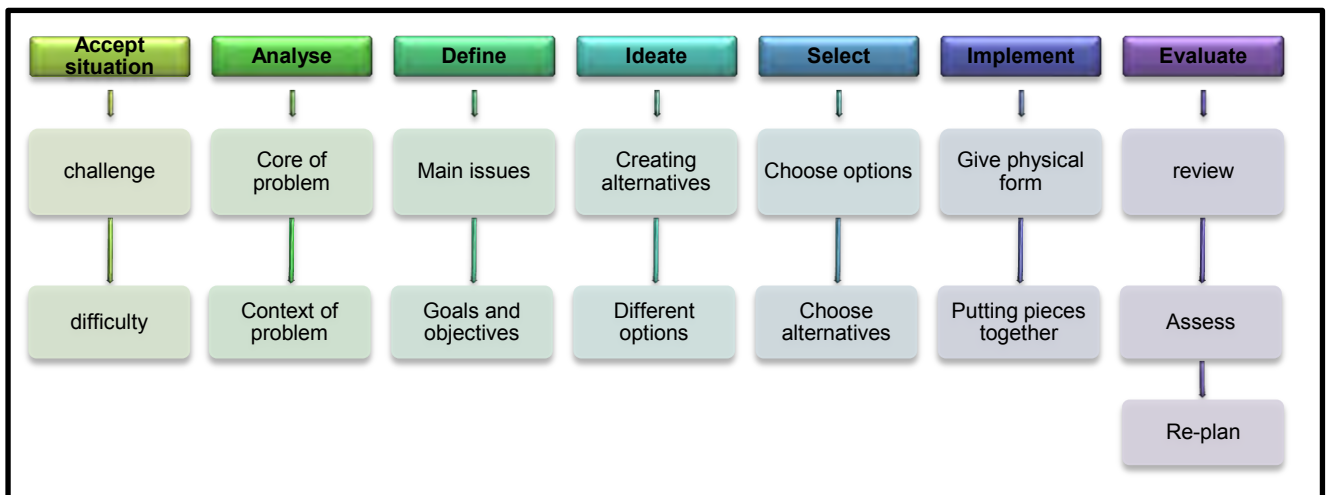 Accept
situation
Analyse
Define
Ideate
Select
Implement
Evaluate
challenge
Core of
problem
Main issues
Creating
alternatives
Choose options
Give physical
form
review
difficulty
Context of
problem
Goals and
objectives
Different
options
Choose
alternatives
Putting pieces
together
Assess
Re-plan